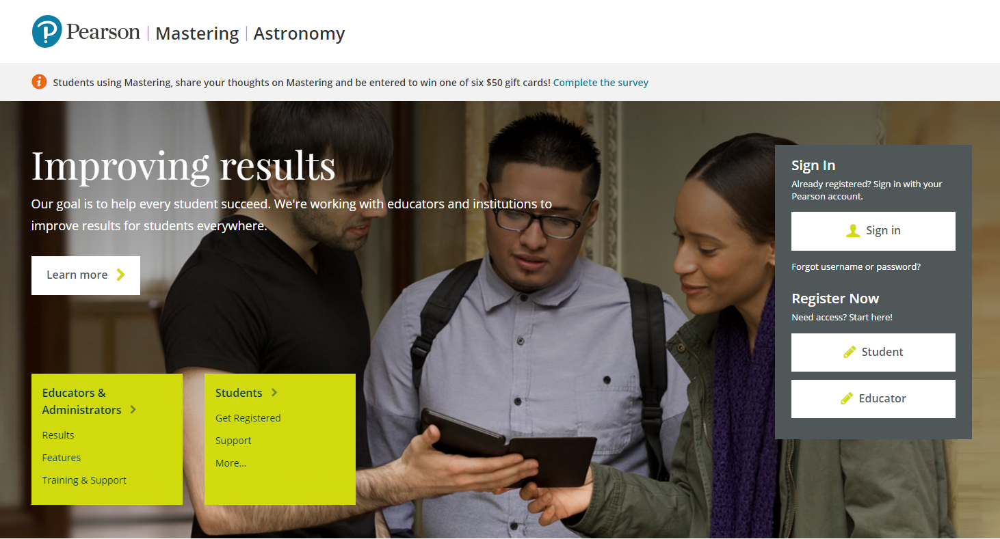 Pearson | Mastering | Astronomy
Students using Mastering, share your thoughts on Mastering and be entered to win one of six $50 gift cards! Complete the survey
Improving results
Our goal is to help every student succeed. We're working with educators and institutions to
improve results for students everywhere.
Learn more
Educators &
Administrators
Results
Features
Training & Support
Students
Get Registered
Support
More...
Sign In
Already registered? Sign in with your
Pearson account.
Sign in
Forgot username or password?
Register Now
Need access? Start here!
Student
Educator